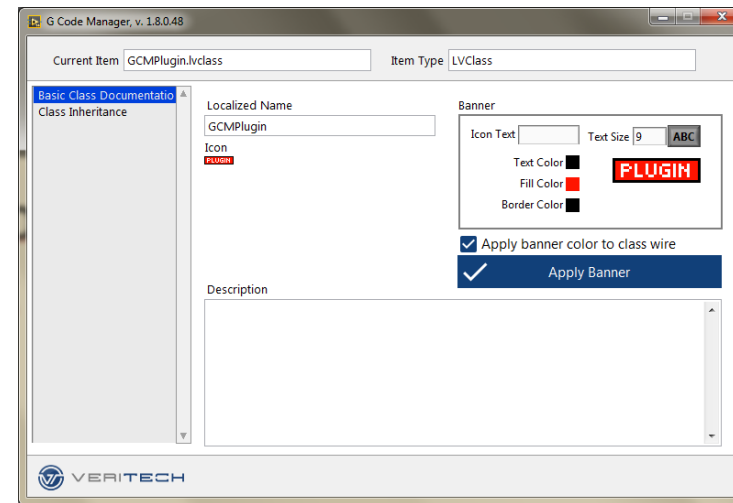 G Code Manager, v. 1.8.0.48
Current Item GCMPlugin.lvclass Item Type LVClass
Basic Class Documentatio
Class Inheritance
Localized Name
GCMPlugin
Icon
PLUGIN
Banner
Icon Text Text Size 9 ABC
Text Color
Fill Color
Border Color
PLUGIN
Apply banner color to class wire
Apply Banner
Description
VERITECH